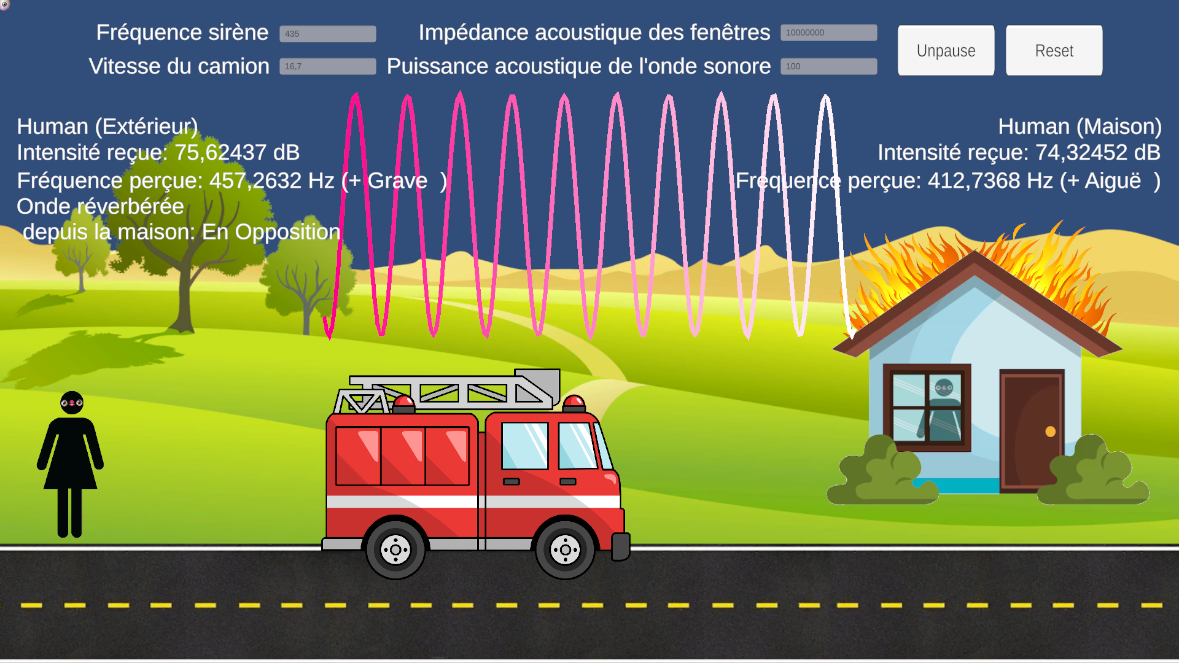 Fréquence sirène 435 Impédance acoustique des fenêtres 10000000
Vitesse du camion 16,7 Puissance acoustique de l'onde sonore 100
Unpause Reset
Human (Extérieur)
Intensité reçue: 75,62437 dB
Fréquence perçue: 457,2632 Hz (+ Grave )
Onde réverbérée
depuis la maison: En Opposition
Human (Maison)
Intensité reçue: 74,32452 dB
Fréquence perçue: 412,7368 Hz (+ Aiguë )